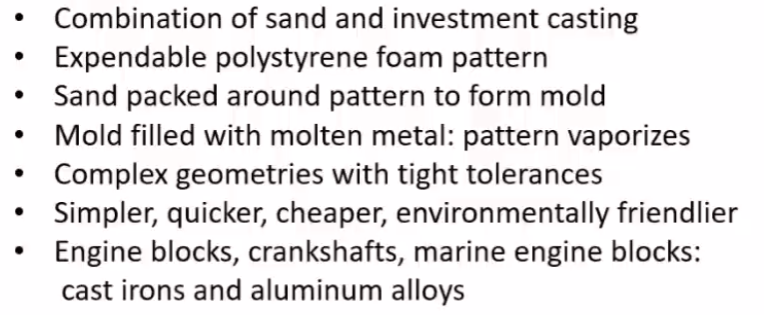 • Combination of sand and investment casting
• Expendable polystyrene foam pattern
• Sand packed around pattern to form mold
• Mold filled with molten metal: pattern vaporizes
• Complex geometries with tight tolerances
• Simpler, quicker, cheaper, environmentally friendlier
• Engine blocks, crankshafts, marine engine blocks:
cast irons and aluminum alloys